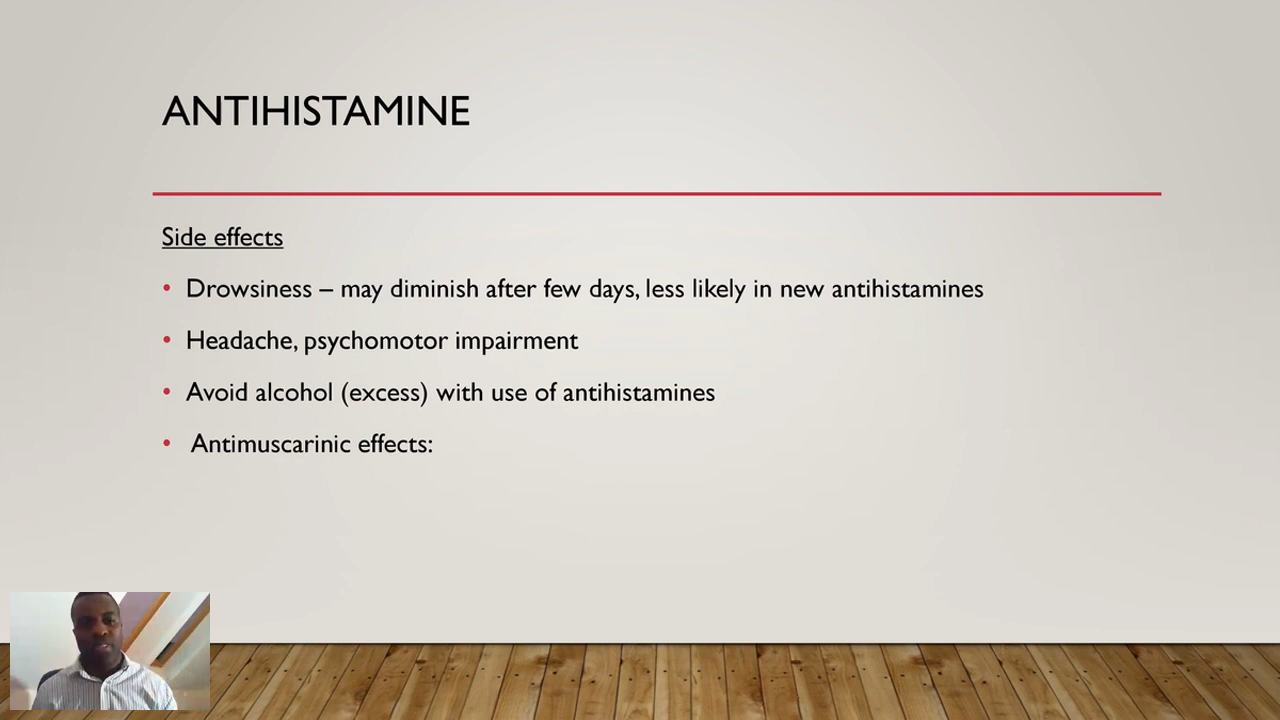 ANTIHISTAMINE
Side effects
• Drowsiness – may diminish after few days, less likely in new antihistamines
• Headache, psychomotor impairment
• Avoid alcohol (excess) with use of antihistamines
• Antimuscarinic effects: